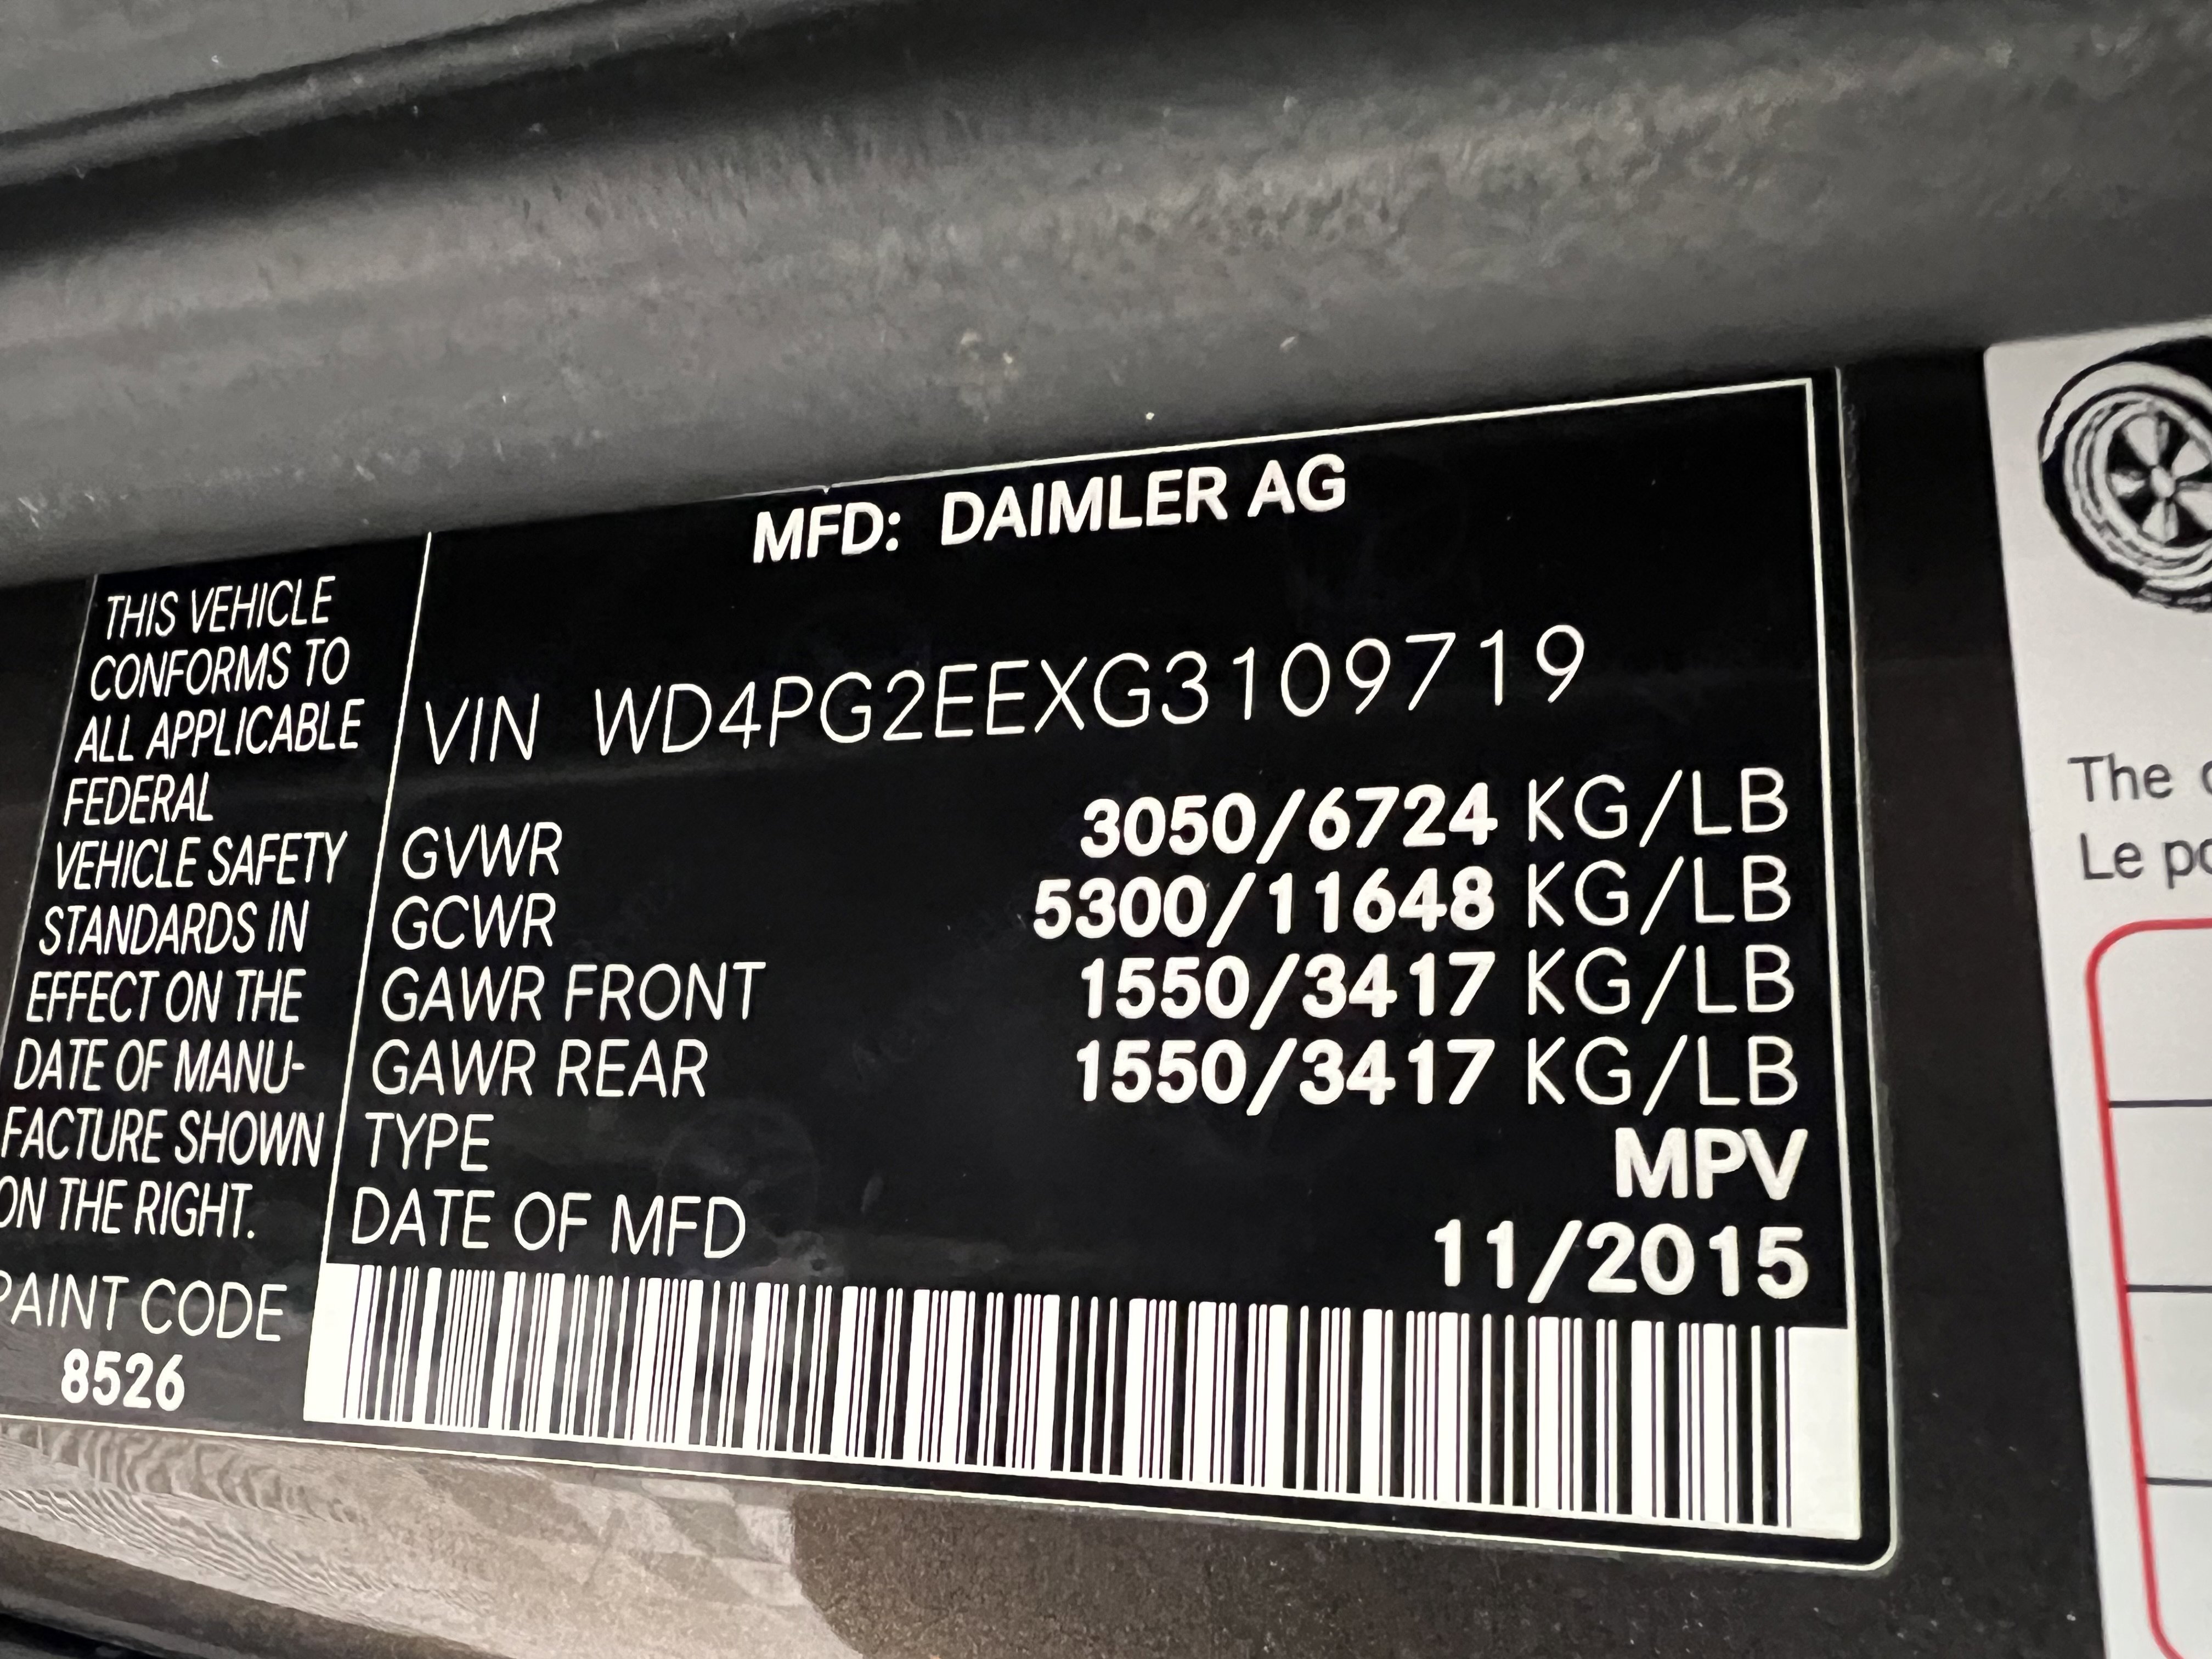 MFD: DAIMLER AG
THIS VEHICLE
CONFORMS TO
ALL APPLICABLE
FEDERAL
VEHICLE SAFETY
STANDARDS IN
EFFECT ON THE
DATE OF MANU-
FACTURE SHOWN
ON THE RIGHT.
PAINT CODE
8526
VIN WD4PG2EEXG3109719
GVWR 3050/6724 KG/LB
GCWR 5300/11648 KG/LB
GAWR FRONT 1550/3417 KG/LB
GAWR REAR 1550/3417 KG/LB
TYPE MPV
DATE OF MFD 11/2015
The
Le